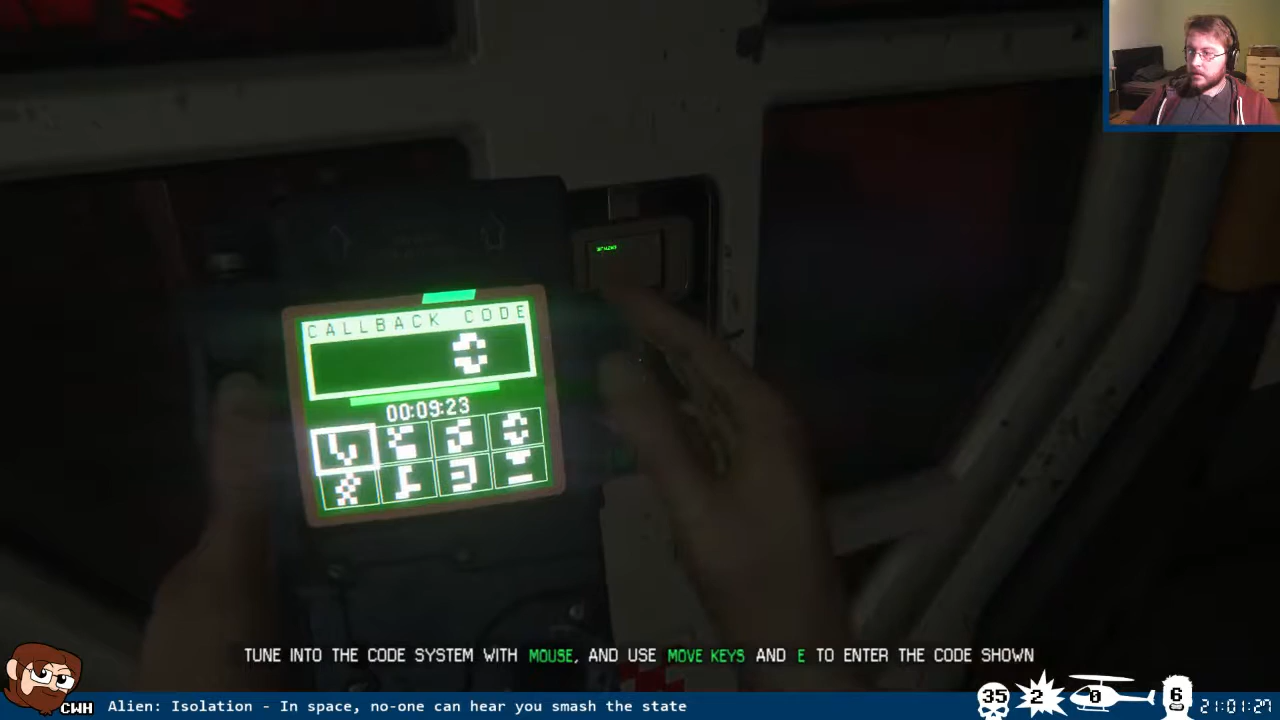 CALLBACK CODE
00:09:23
TUNE INTO THE CODE SYSTEM WITH MOUSE, AND USE MOVE KEYS AND E TO ENTER THE CODE SHOWN
CWH Alien: Isolation - In space, no-one can hear you smash the state 35 2 0 6 21:01:27